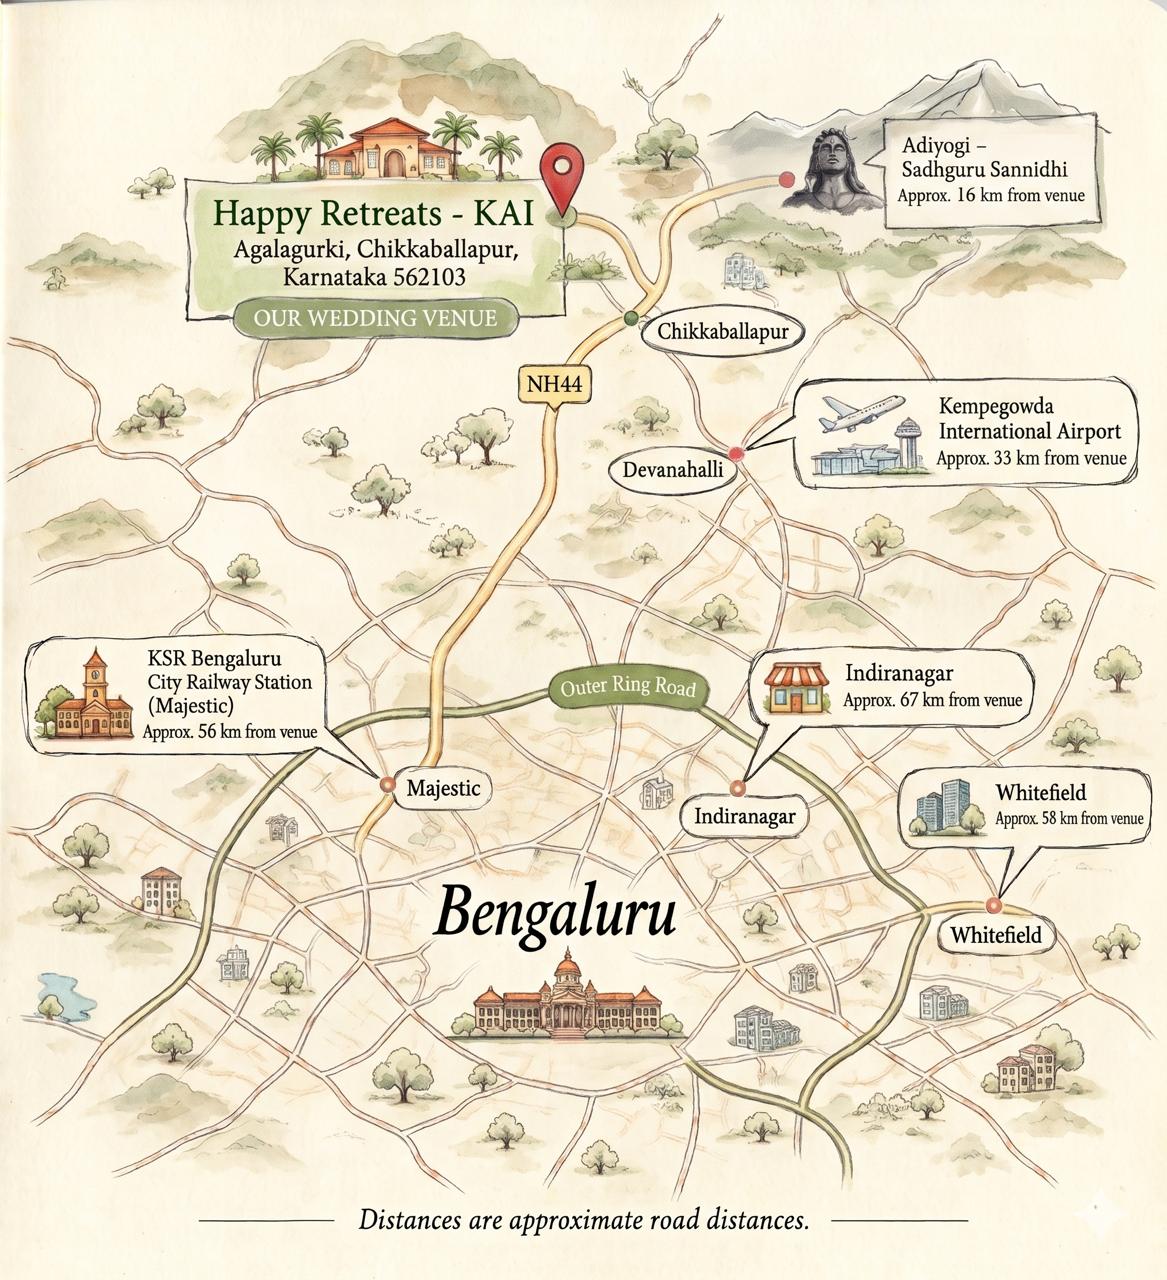 Happy Retreats - KAI
Agalagurki, Chikkaballapur,
Karnataka 562103
OUR WEDDING VENUE
Adiyogi –
Sadhguru Sannidhi
Approx. 16 km from venue
Chikkaballapur
NH44
Kempegowda
International Airport
Approx. 33 km from venue
Devanahalli
KSR Bengaluru
City Railway Station
(Majestic)
Approx. 56 km from venue
Outer Ring Road
Indiranagar
Approx. 67 km from venue
Majestic
Indiranagar
Whitefield
Approx. 58 km from venue
Bengaluru
Whitefield
Distances are approximate road distances.